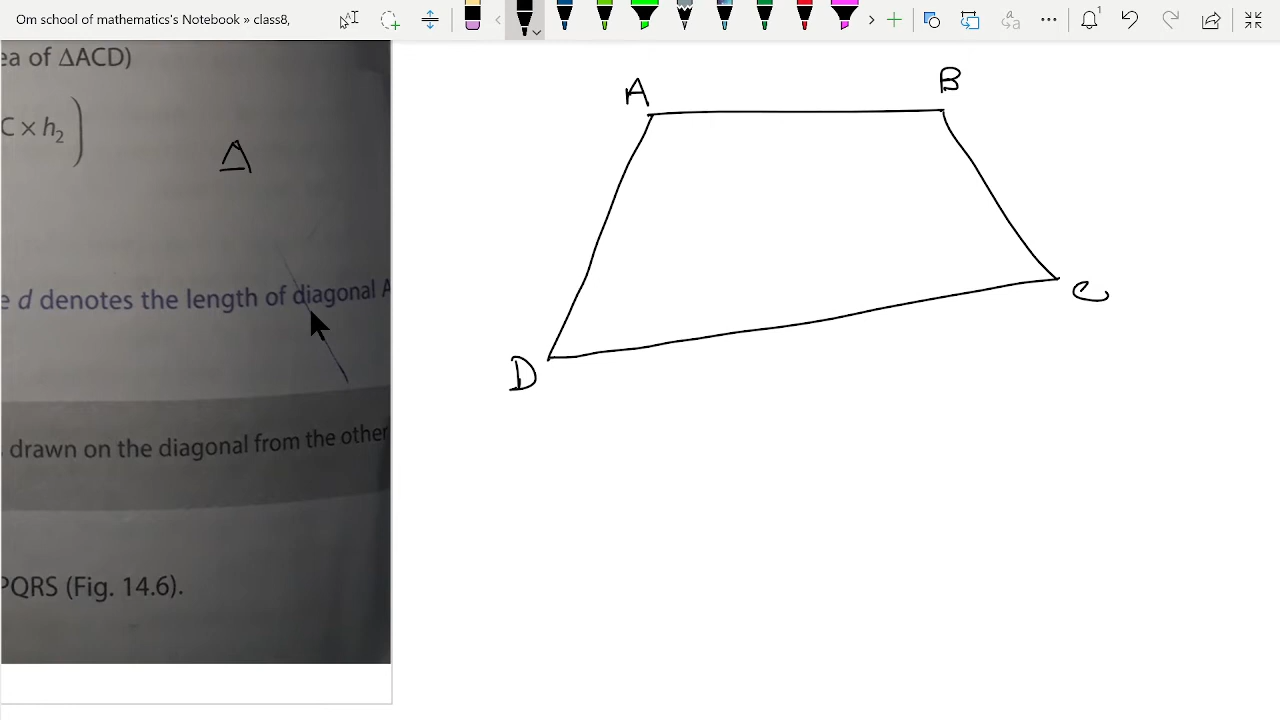 Om school of mathematics's Notebook » class8,
ea of ΔACD)
C × h₂)
Δ
e d denotes the length of diagonal A
drawn on the diagonal from the other
PQRS (Fig. 14.6).
A
B
C
D